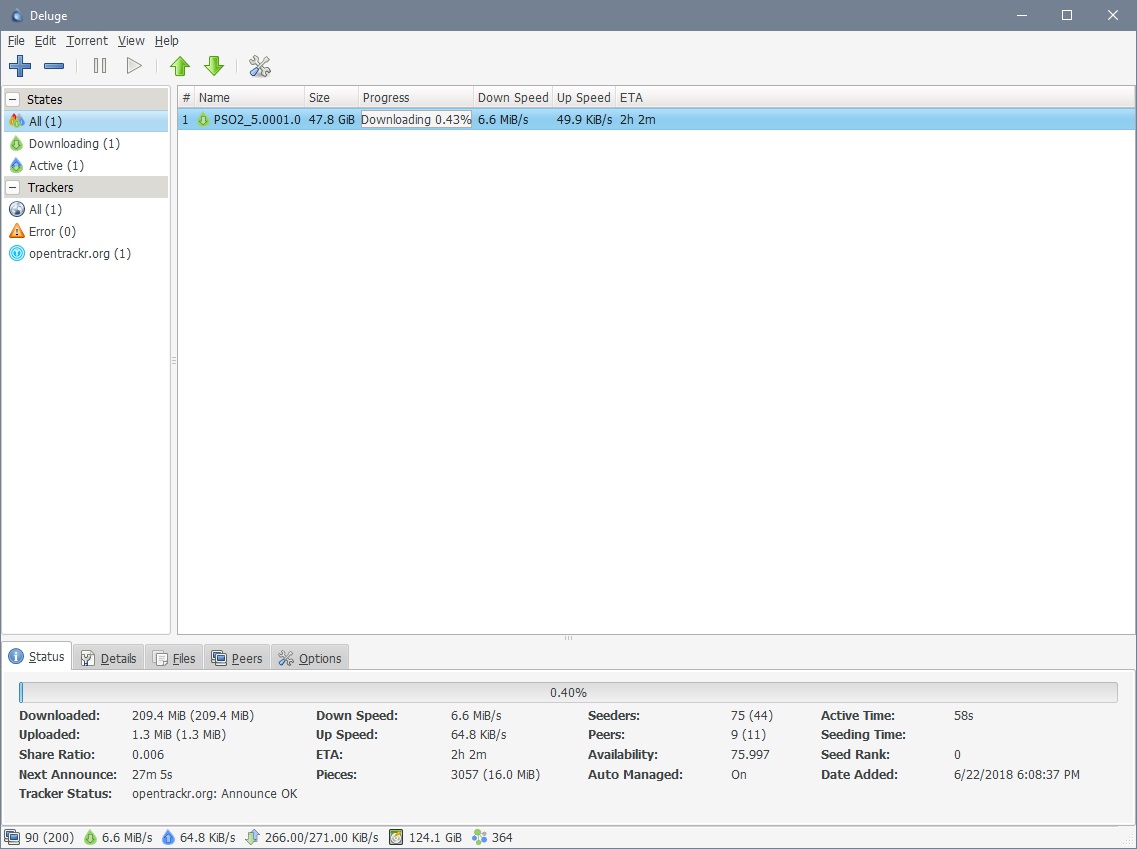 Deluge
File Edit Torrent View Help
States
All (1)
Downloading (1)
Active (1)
Trackers
All (1)
Error (0)
opentrackr.org (1)
# Name Size Progress Down Speed Up Speed ETA
1 PSO2_5.0001.0 47.8 GiB Downloading 0.43% 6.6 MiB/s 49.9 KiB/s 2h 2m
Status Details Files Peers Options
0.40%
Downloaded: 209.4 MiB (209.4 MiB) Down Speed: 6.6 MiB/s Seeders: 75 (44) Active Time: 58s
Uploaded: 1.3 MiB (1.3 MiB) Up Speed: 64.8 KiB/s Peers: 9 (11) Seeding Time:
Share Ratio: 0.006 ETA: 2h 2m Availability: 75.997 Seed Rank: 0
Next Announce: 27m 5s Pieces: 3057 (16.0 MiB) Auto Managed: On Date Added: 6/22/2018 6:08:37 PM
Tracker Status: opentrackr.org: Announce OK
90 (200) 6.6 MiB/s 64.8 KiB/s 266.00/271.00 KiB/s 124.1 GiB 364